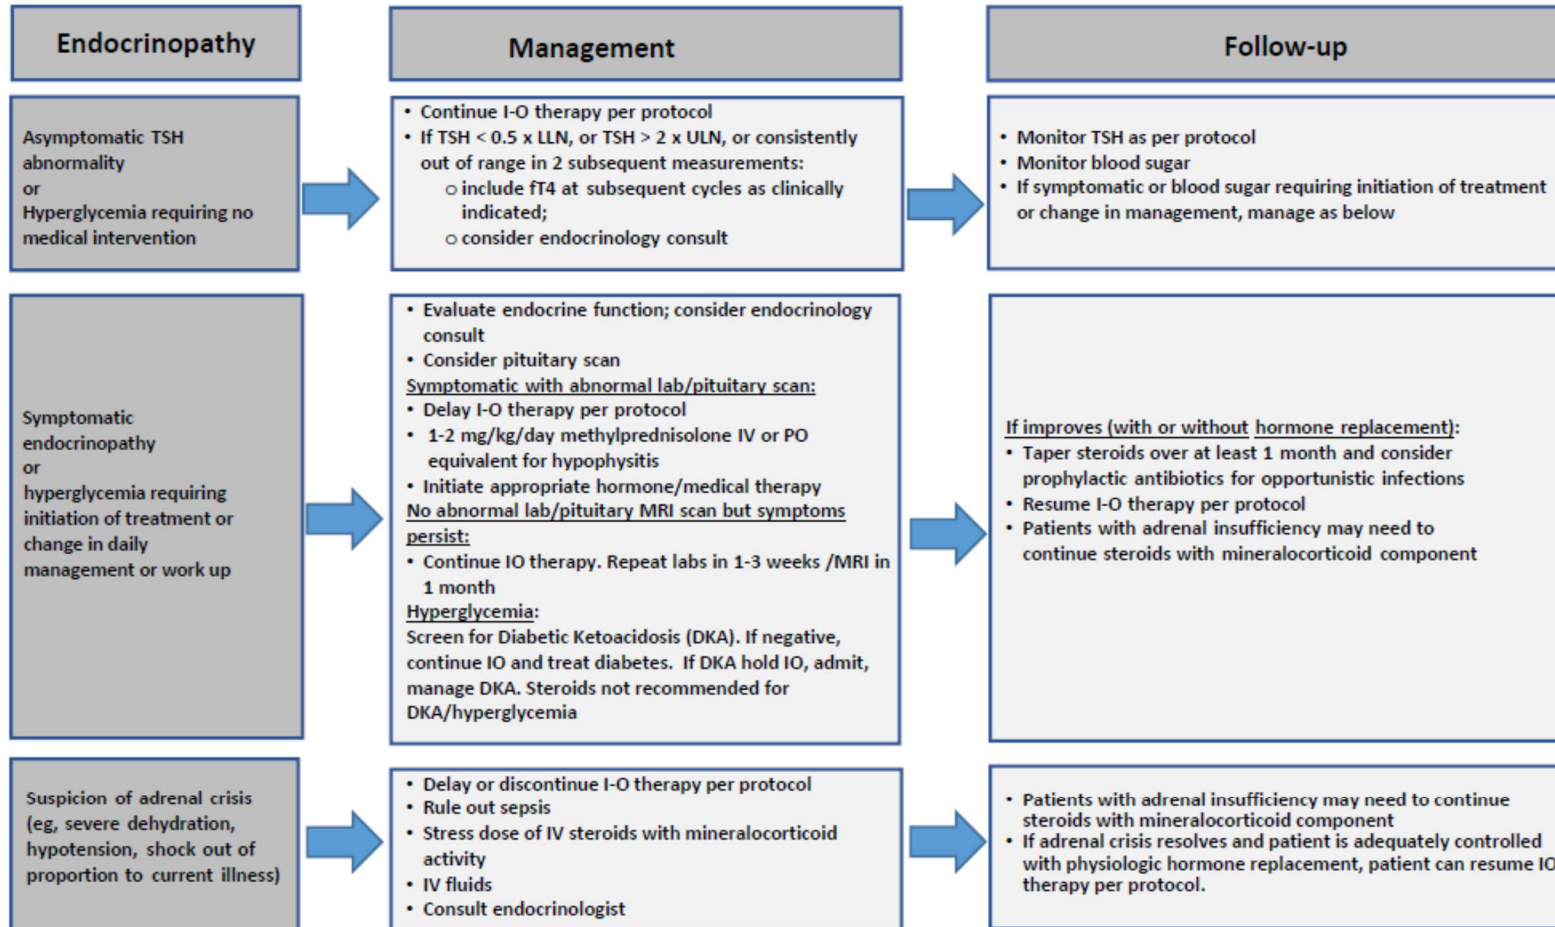 Endocrinopathy
Management
Follow-up
Asymptomatic TSH
abnormality
or
Hyperglycemia requiring no
medical intervention
• Continue I-O therapy per protocol
• If TSH < 0.5 x LLN, or TSH > 2 x ULN, or consistently
out of range in 2 subsequent measurements:
o include fT4 at subsequent cycles as clinically
indicated;
o consider endocrinology consult
• Monitor TSH as per protocol
• Monitor blood sugar
• If symptomatic or blood sugar requiring initiation of treatment
or change in management, manage as below
Symptomatic
endocrinopathy
or
hyperglycemia requiring
initiation of treatment or
change in daily
management or work up
• Evaluate endocrine function; consider endocrinology
consult
• Consider pituitary scan
Symptomatic with abnormal lab/pituitary scan:
• Delay I-O therapy per protocol
• 1-2 mg/kg/day methylprednisolone IV or PO
equivalent for hypophysitis
• Initiate appropriate hormone/medical therapy
No abnormal lab/pituitary MRI scan but symptoms
persist:
• Continue IO therapy. Repeat labs in 1-3 weeks /MRI in
1 month
Hyperglycemia:
Screen for Diabetic Ketoacidosis (DKA). If negative,
continue IO and treat diabetes. If DKA hold IO, admit,
manage DKA. Steroids not recommended for
DKA/hyperglycemia
If improves (with or without hormone replacement):
• Taper steroids over at least 1 month and consider
prophylactic antibiotics for opportunistic infections
• Resume I-O therapy per protocol
• Patients with adrenal insufficiency may need to
continue steroids with mineralocorticoid component
Suspicion of adrenal crisis
(eg, severe dehydration,
hypotension, shock out of
proportion to current illness)
• Delay or discontinue I-O therapy per protocol
• Rule out sepsis
• Stress dose of IV steroids with mineralocorticoid
activity
• IV fluids
• Consult endocrinologist
• Patients with adrenal insufficiency may need to continue
steroids with mineralocorticoid component
• If adrenal crisis resolves and patient is adequately controlled
with physiologic hormone replacement, patient can resume IO
therapy per protocol.